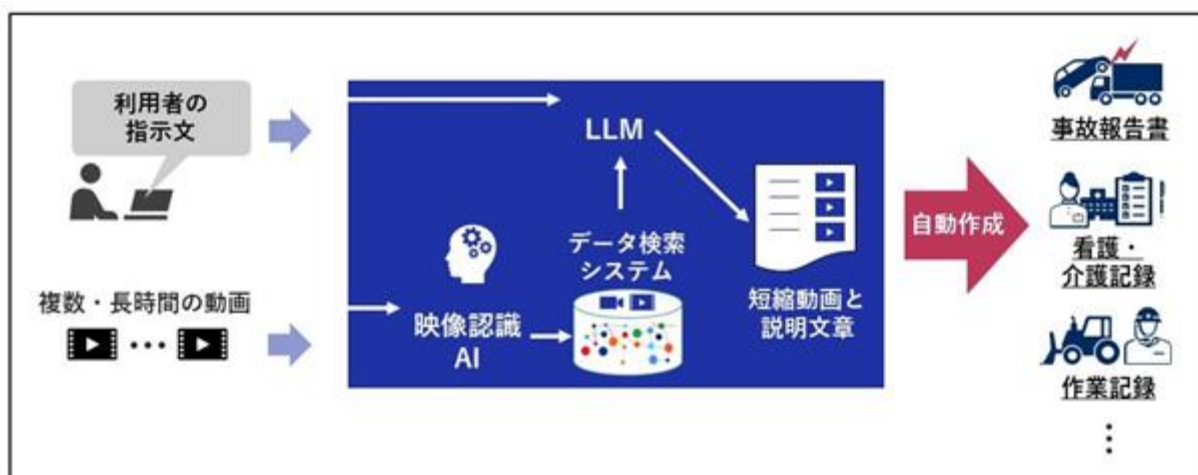 利用者の
指示文
複数・長時間の動画
LLM
映像認識
AI
データ検索
システム
短縮動画と
説明文章
自動作成
事故報告書
看護・
介護記録
作業記録